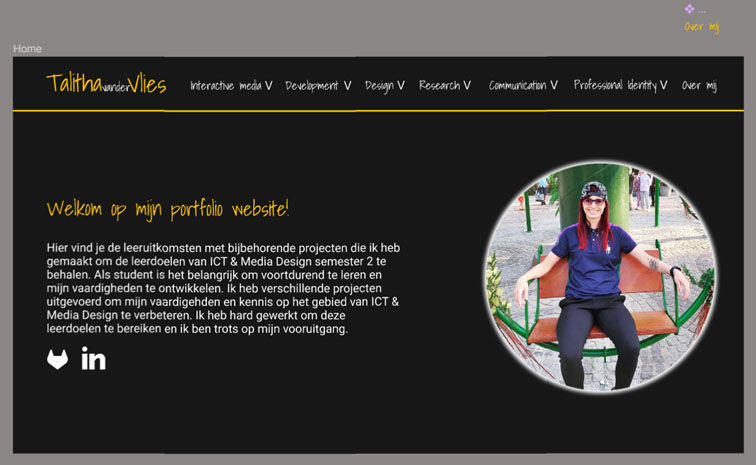 ❖ ...
Over mij
Home
Talitha van der Vlies
Interactive media V Development V Design V Research V Communication V Professional Identity V Over mij
Welkom op mijn portfolio website!
Hier vind je de leeruitkomsten met bijbehorende projecten die ik heb
gemaakt om de leerdoelen van ICT & Media Design semester 2 te
behalen. Als student is het belangrijk om voortdurend te leren en
mijn vaardigheden te ontwikkelen. Ik heb verschillende projecten
uitgevoerd om mijn vaardigehden en kennis op het gebied van ICT &
Media Design te verbeteren. Ik heb hard gewerkt om deze
leerdoelen te bereiken en ik ben trots op mijn vooruitgang.
in